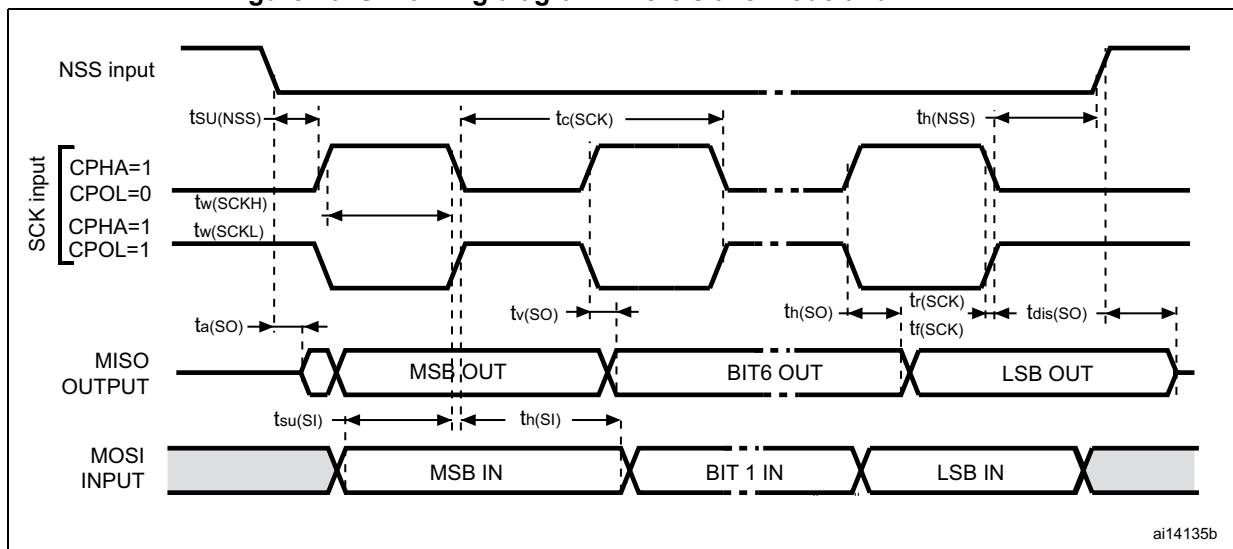 NSS input
tSU(NSS)
tc(SCK)
th(NSS)
SCK input
CPHA=1
CPOL=0
tw(SCKH)
CPHA=1
tw(SCKL)
CPOL=1
ta(SO)
tv(SO)
th(SO)
tr(SCK)
tf(SCK)
tdis(SO)
MISO
OUTPUT
MSB OUT
BIT6 OUT
LSB OUT
tsu(SI)
th(SI)
MOSI
INPUT
MSB IN
BIT 1 IN
LSB IN
ai14135b